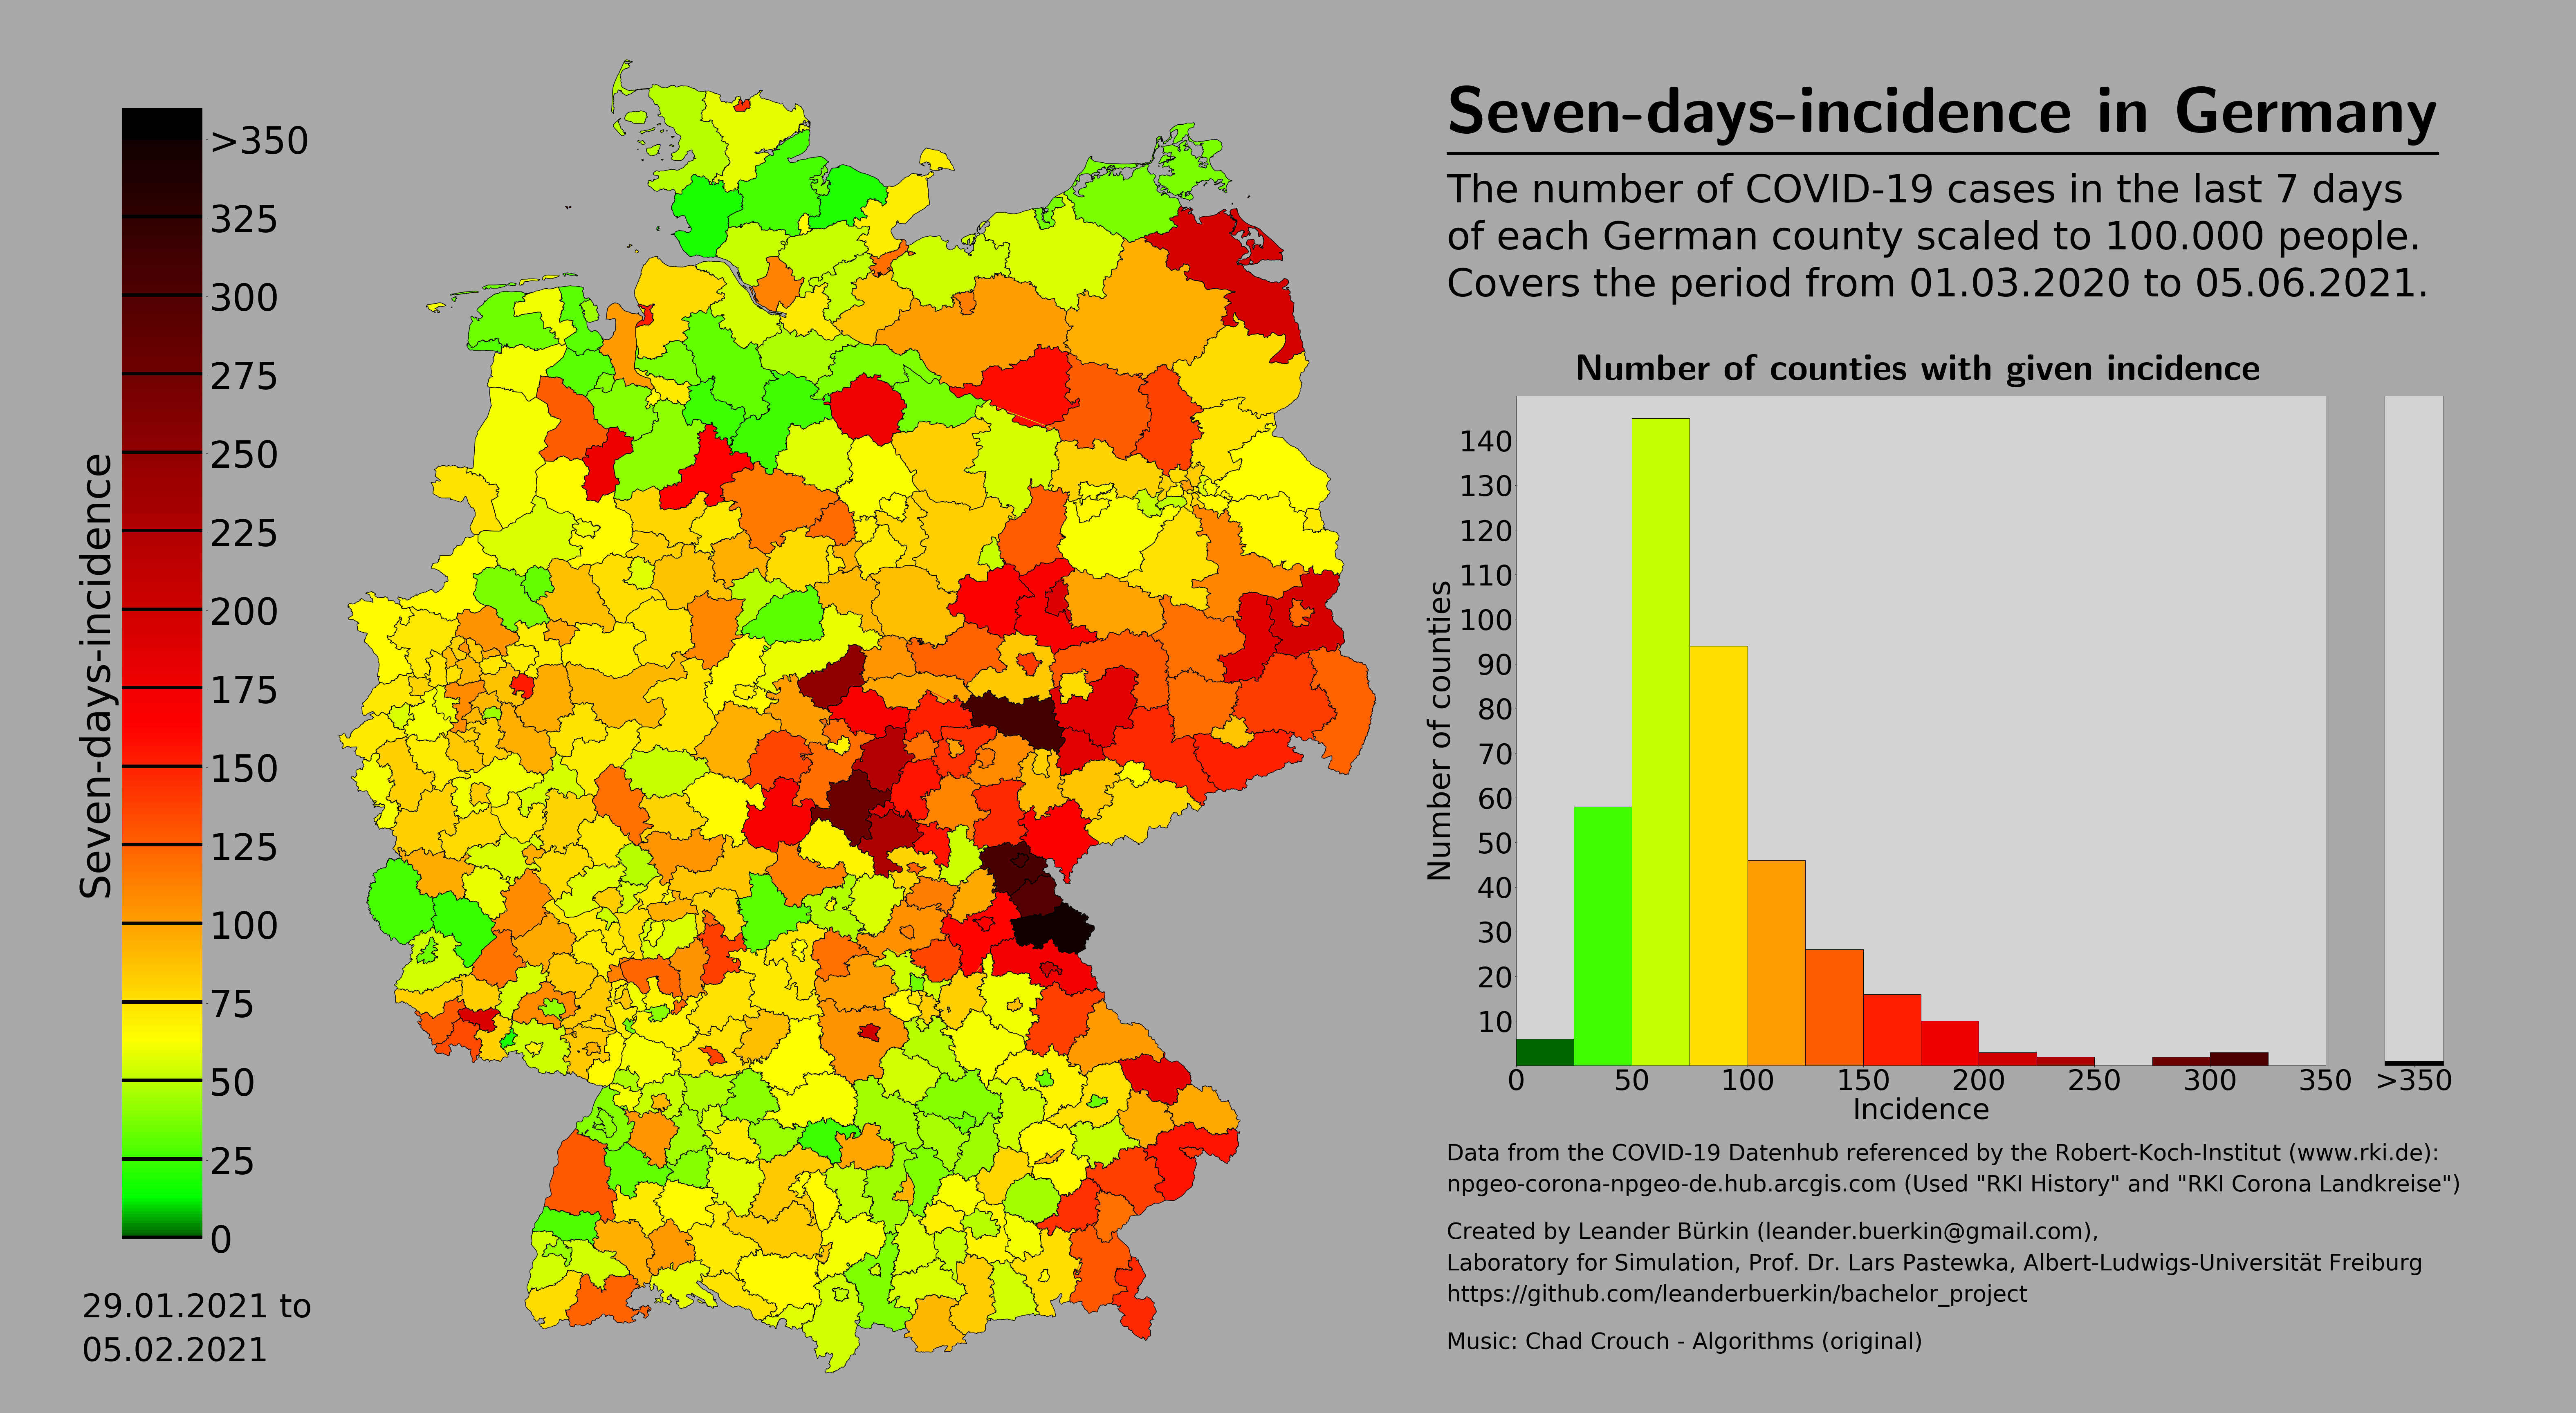 Seven-days-incidence in Germany
The number of COVID-19 cases in the last 7 days
of each German county scaled to 100.000 people.
Covers the period from 01.03.2020 to 05.06.2021.
Seven-days-incidence
>350
325
300
275
250
225
200
175
150
125
100
75
50
25
0
29.01.2021 to
05.02.2021
Number of counties with given incidence
Number of counties
140
130
120
110
100
90
80
70
60
50
40
30
20
10
0 50 100 150 200 250 300 350 >350
Incidence
Data from the COVID-19 Datenhub referenced by the Robert-Koch-Institut (www.rki.de):
npgeo-corona-npgeo-de.hub.arcgis.com (Used "RKI History" and "RKI Corona Landkreise")
Created by Leander Bürkin (leander.buerkin@gmail.com),
Laboratory for Simulation, Prof. Dr. Lars Pastewka, Albert-Ludwigs-Universität Freiburg
https://github.com/leanderbuerkin/bachelor_project
Music: Chad Crouch - Algorithms (original)